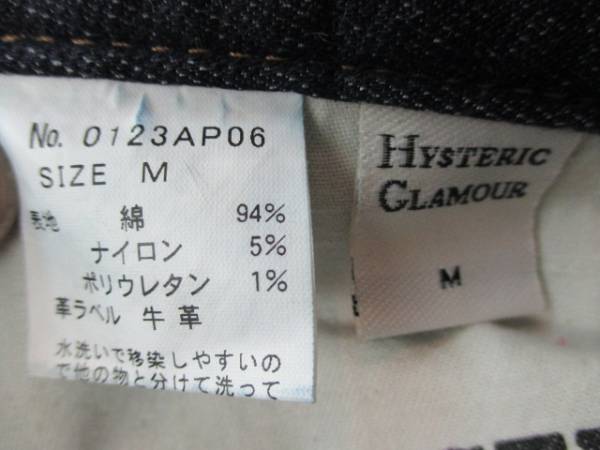 No. 0123AP06
SIZE M
表地 綿 94%
ナイロン 5%
ポリウレタン 1%
革ラベル 牛革
水洗いで移染しやすいの
で他の物と分けて洗って
HYSTERIC
GLAMOUR
M